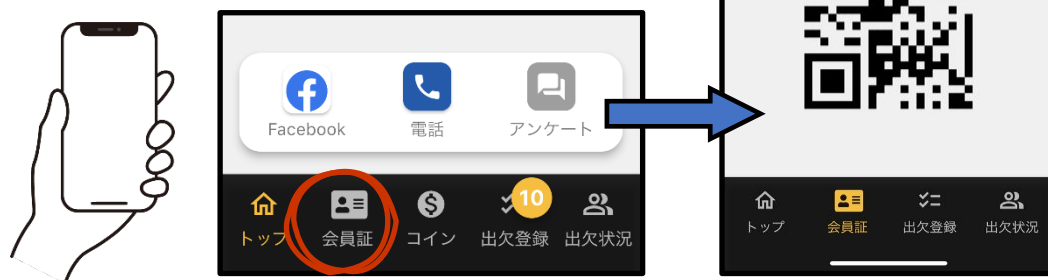 Facebook 電話 アンケート
10
トップ 会員証 コイン 出欠登録 出欠状況
トップ 会員証 出欠登録 出欠状況